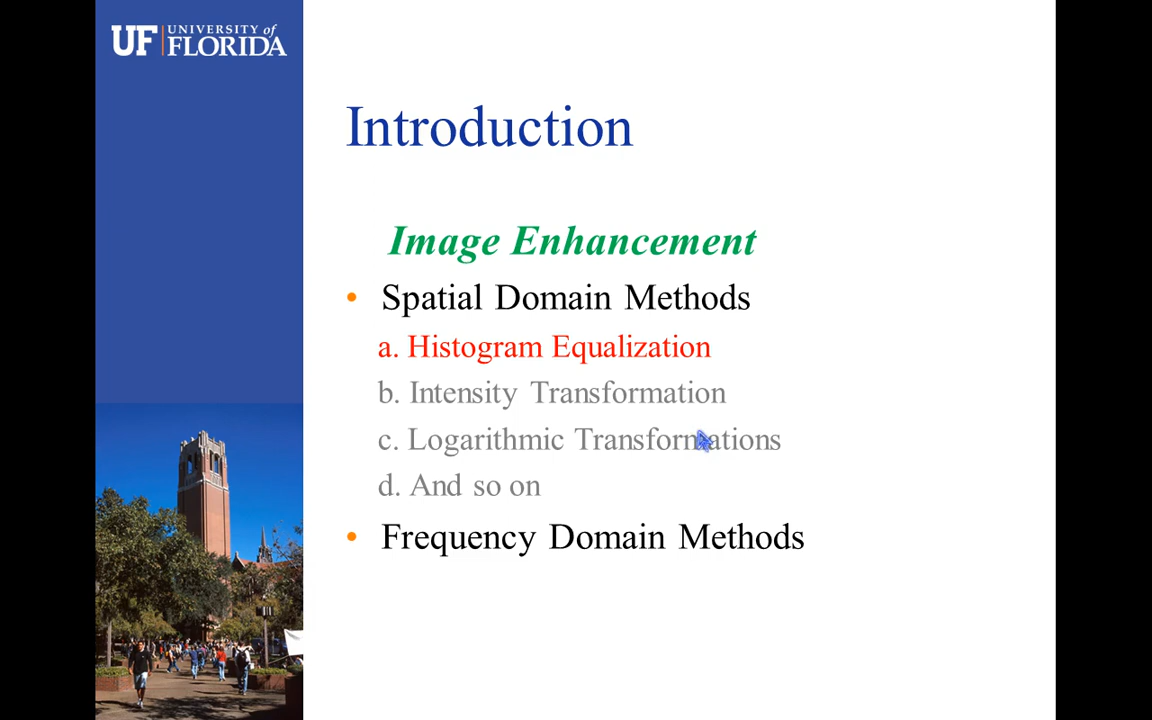 UF UNIVERSITY of
FLORIDA
Introduction
Image Enhancement
• Spatial Domain Methods
a. Histogram Equalization
b. Intensity Transformation
c. Logarithmic Transformations
d. And so on
• Frequency Domain Methods